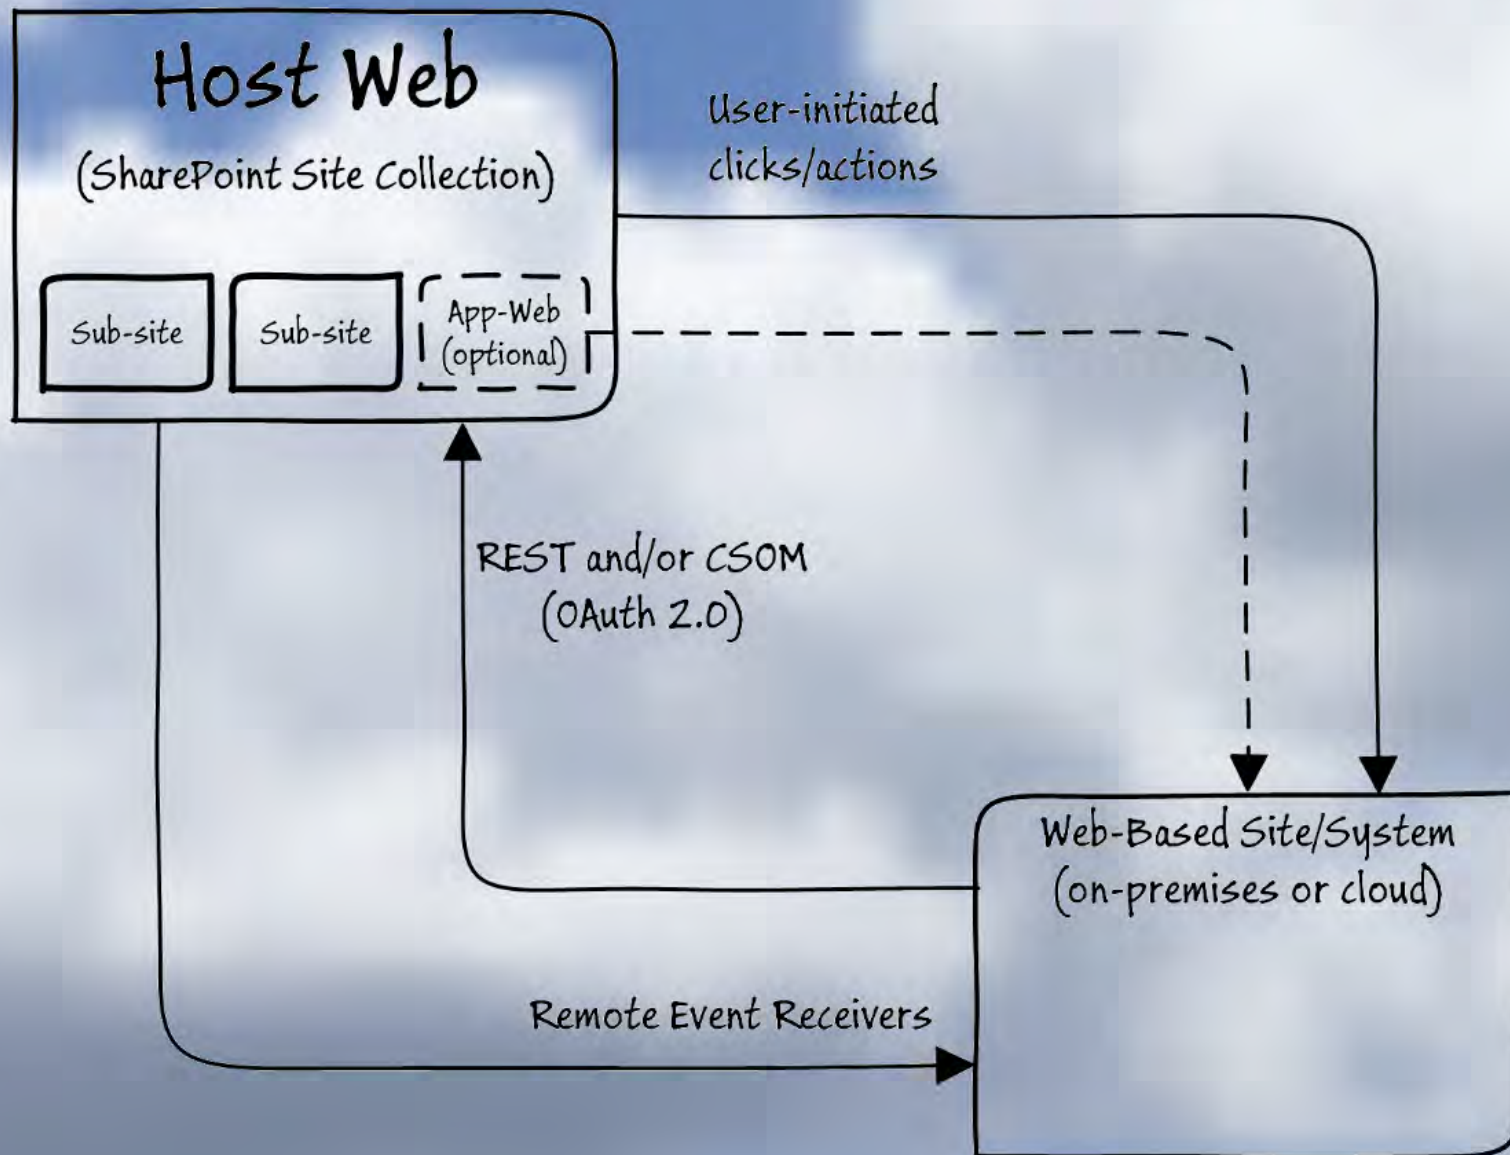 Host Web
(SharePoint Site Collection)
User-initiated
clicks/actions
Sub-site
Sub-site
App-Web
(optional)
REST and/or CSOM
(OAuth 2.0)
Web-Based Site/System
(on-premises or cloud)
Remote Event Receivers